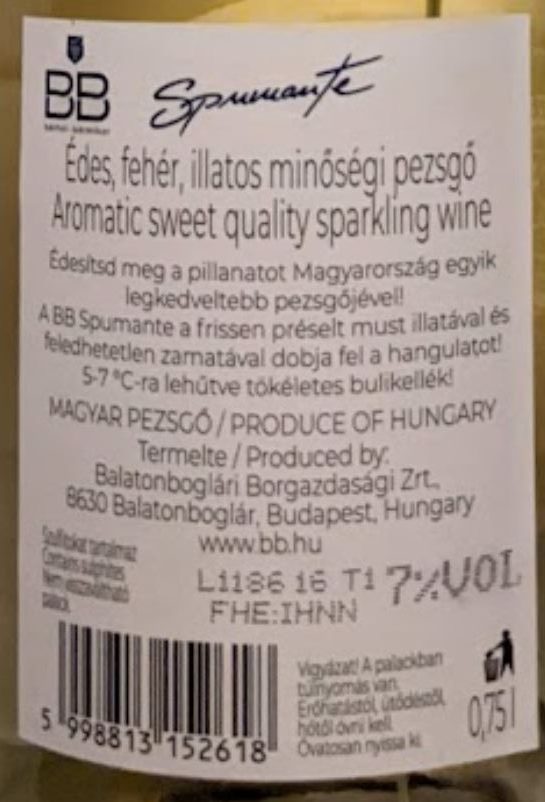 BB
Spumante
Édes, fehér, illatos minőségi pezsgő
Aromatic sweet quality sparkling wine
Édesítsd meg a pillanatot Magyarország egyik
legkedveltebb pezsgőjével!
A BB Spumante a frissen préselt must illatával és
feledhetetlen zamatával dobja fel a hangulatot!
5-7 °C-ra lehűtve tökéletes bulikellék!
MAGYAR PEZSGŐ / PRODUCE OF HUNGARY
Termelte / Produced by:
Balatonboglári Borgazdasági Zrt.,
8630 Balatonboglár, Budapest, Hungary
www.bb.hu
Szulfitokat tartalmaz
Contains sulphites
Nem visszaváltható
palack
L1186 16 T1 7%VOL
FHE:IHNN
5 998813 152618
Vigyázat! A palackban
túlnyomás van.
Erőhatástól, ütődéstől,
hőtől óvni kell.
Óvatosan nyissa ki.
0,75 l